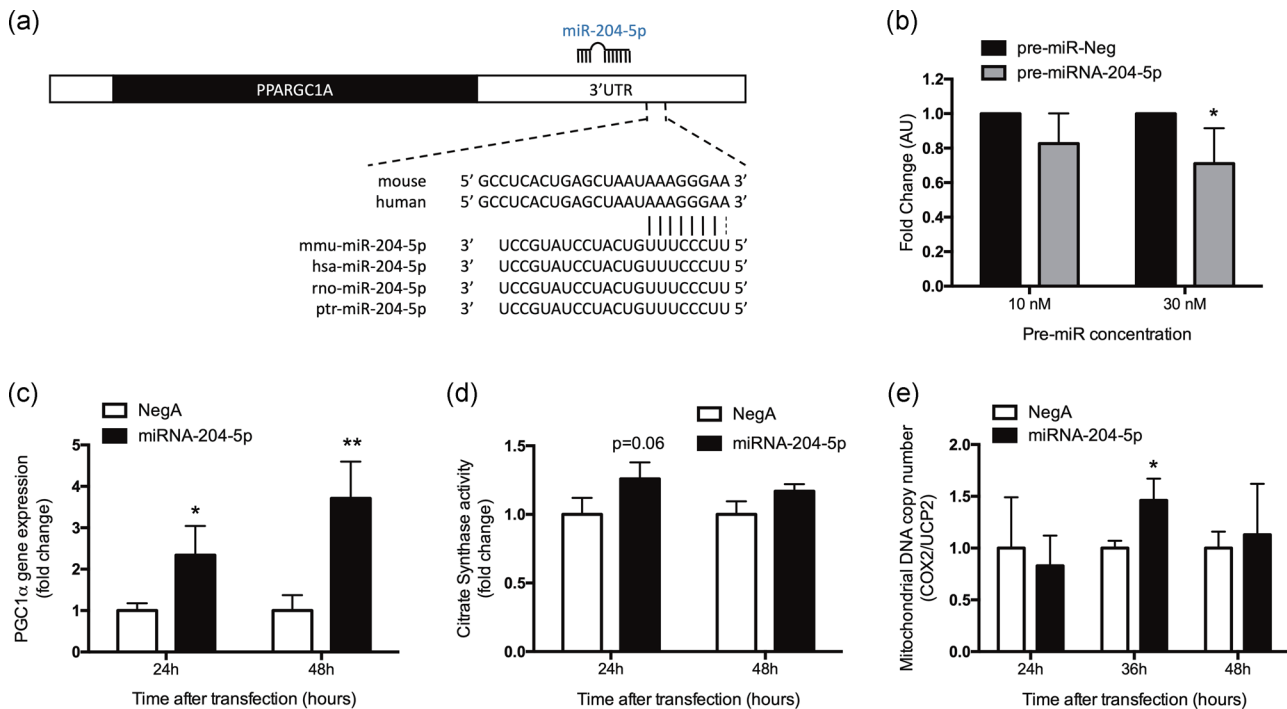 (a)
miR-204-5p
PPARGC1A
3’UTR
mouse 5’ GCCUCACUGAGCUAAUAAAGGGAA 3’
human 5’ GCCUCACUGAGCUAAUAAAGGGAA 3’
mmu-miR-204-5p 3’ UCCGUAUCCUACUGUUUCCCUU 5’
hsa-miR-204-5p 3’ UCCGUAUCCUACUGUUUCCCUU 5’
rno-miR-204-5p 3’ UCCGUAUCCUACUGUUUCCCUU 5’
ptr-miR-204-5p 3’ UCCGUAUCCUACUGUUUCCCUU 5’
(b)
pre-miR-Neg
pre-miRNA-204-5p
Fold Change (AU)
1.2
1.0
0.8
0.6
0.4
0.2
0.0
*
10 nM 30 nM
Pre-miR concentration
(c)
NegA
miRNA-204-5p
PGC1α gene expression
(fold change)
5
4
3
2
1
0
*
**
24h 48h
Time after transfection (hours)
(d)
NegA
miRNA-204-5p
Citrate Synthase activity
(fold change)
1.5
1.0
0.5
0.0
p=0.06
24h 48h
Time after transfection (hours)
(e)
NegA
miRNA-204-5p
Mitochondrial DNA copy number
(COX2/UCP2)
2.0
1.5
1.0
0.5
0.0
*
24h 36h 48h
Time after transfection (hours)